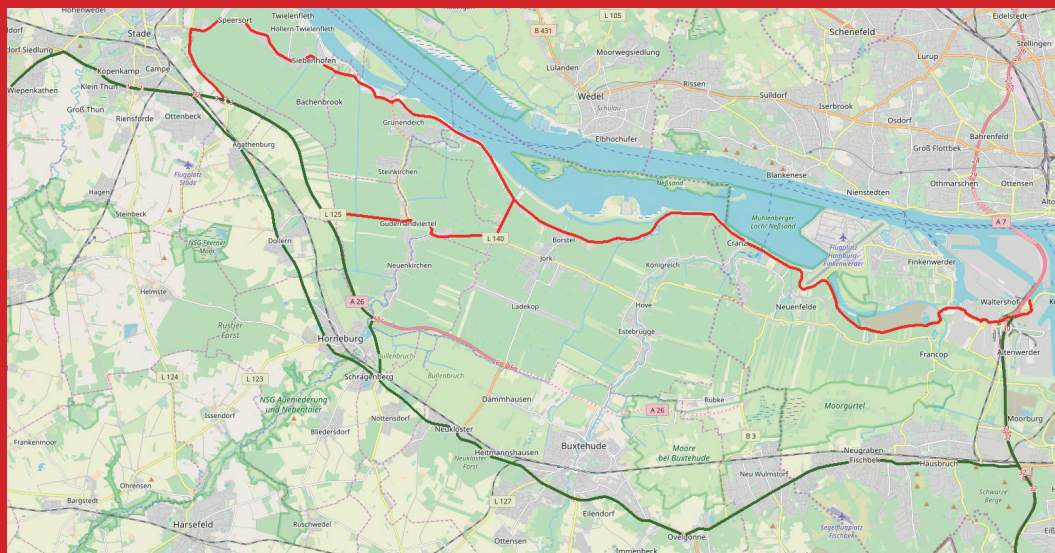 Hohenwedel
Twielenfleth
L 105
Speersort
Eidelstedt
Stade
Hollern-Twielenfleth
B 431
Schenefeld
Stellingen
dorf Siedlung
Moorwegsiedlung
Lurup
Kopenkamp
Campe
Siebenhöfen
Lülanden
Rissen
Wiepenkathen
Klein Thun
Wedel
Sülldorf
Schulau
Iserbrook
Groß Thun
Bachenbrook
Osdorf
Riensförde
Ottenbeck
Grünendeich
Bahrenfeld
Elbhochufer
Agathenburg
Groß Flottbek
Flugplatz
Stade
Steinkirchen
Blankenese
Hagen
Neßsand
Nienstedten
Othmarschen
Ottensen
Steinbeck
L 125
Guderhandviertel
Mühlenberger
Loch/ Neßsand
A 7
NSG Feerner
Moor
Dollern
L 140
Borstel
Cranz
Flugplatz
Hamburg-
Finkenwerder
Finkenwerder
Jork
Neuenkirchen
Königreich
Helmste
A 26
Ladekop
Hove
Neuenfelde
Waltershof
Rüstjer
Forst
Estebrügge
Horneburg
Francop
Altenwerder
Bullenbruch
L 124
L 123
Schragenberg
Bullenbruch
NSG Aueniederung
und Nebentäler
Dammhausen
Rübke
Moorgürtel
Issendorf
Nottensdorf
A 26
Moorburg
Frankenmoor
Bliedersdorf
Neukloster
B 3
Buxtehude
Moore
bei Buxtehude
Neugraben-
Fischbek
Heitmannshausen
Neukloster
Forst
Hausbruch
Neu Wulmstorf
Ohrensen
Bargstedt
L 127
Schwarze
Berge
Eilendorf
Harsefeld
Ruschwedel
Segelflugplatz
Fischbek
Ovelgönne
Ottensen
Immenbeck